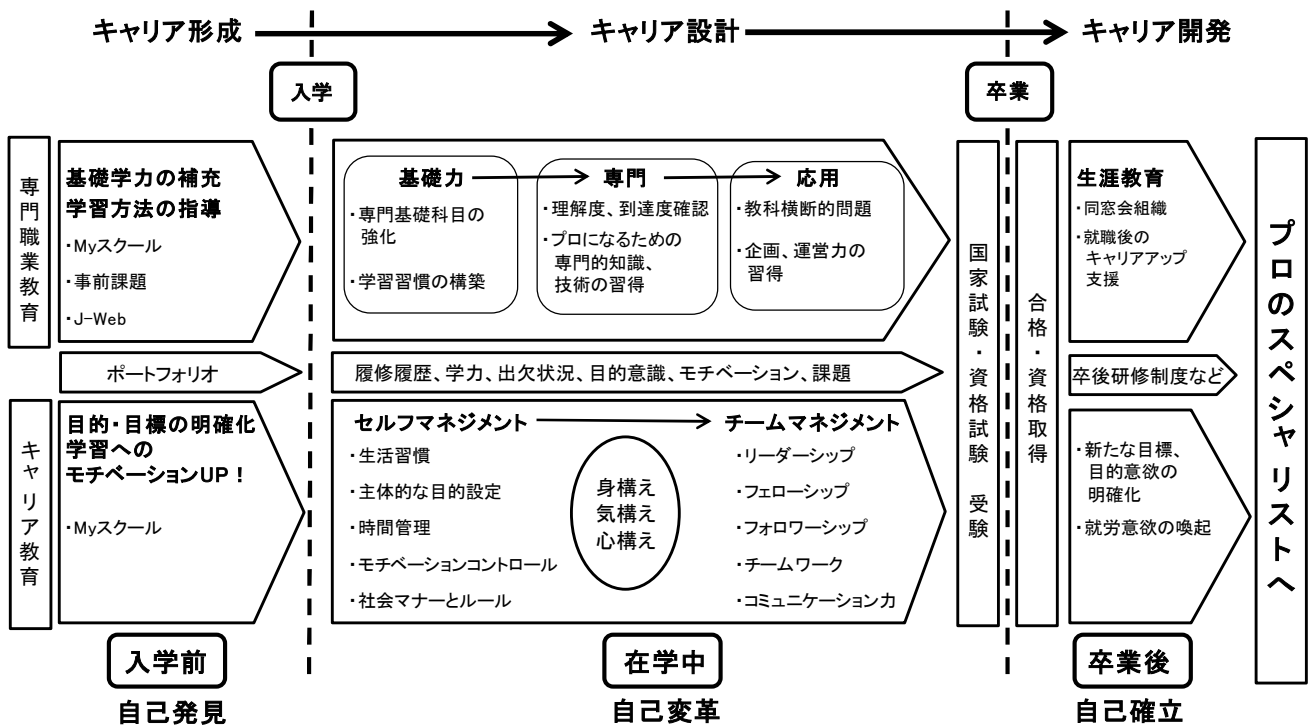 キャリア形成
キャリア設計
キャリア開発
入学
卒業
専門職業教育
基礎学力の補充
学習方法の指導
・Myスクール
・事前課題
・J-Web
基礎力
・専門基礎科目の
強化
・学習習慣の構築
専門
・理解度、到達度確認
・プロになるための
専門的知識、
技術の習得
応用
・教科横断的問題
・企画、運営力の
習得
国家試験・資格試験 受験
合格・資格取得
生涯教育
・同窓会組織
・就職後の
キャリアアップ
支援
プロのスペシャリストへ
ポートフォリオ
履修履歴、学力、出欠状況、目的意識、モチベーション、課題
卒後研修制度など
キャリア教育
目的・目標の明確化
学習への
モチベーションUP！
・Myスクール
セルフマネジメント
・生活習慣
・主体的な目的設定
・時間管理
・モチベーションコントロール
・社会マナーとルール
身構え
気構え
心構え
チームマネジメント
・リーダーシップ
・フェローシップ
・フォロワーシップ
・チームワーク
・コミュニケーション力
・新たな目標、
目的意欲の
明確化
・就労意欲の喚起
入学前
在学中
卒業後
自己発見
自己変革
自己確立